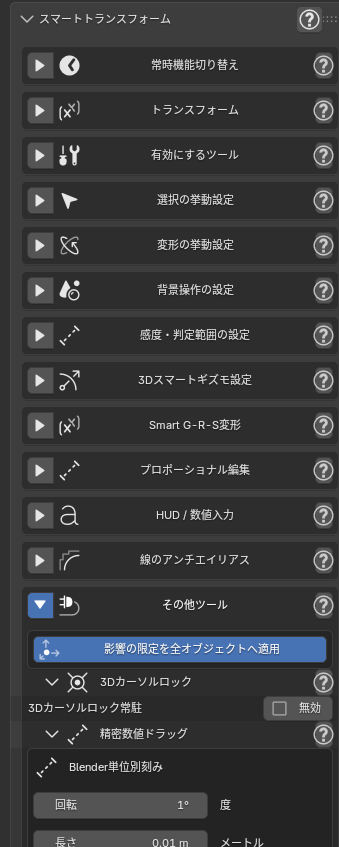 スマートトランスフォーム
常時機能切り替え
トランスフォーム
有効にするツール
選択の挙動設定
変形の挙動設定
背景操作の設定
感度・判定範囲の設定
3Dスマートギズモ設定
Smart G-R-S変形
プロポーショナル編集
HUD / 数値入力
線のアンチエイリアス
その他ツール
影響の限定を全オブジェクトへ適用
3Dカーソルロック
3Dカーソルロック常駐 無効
精密数値ドラッグ
Blender単位別刻み
回転 1° 度
長さ 0.01 m メートル